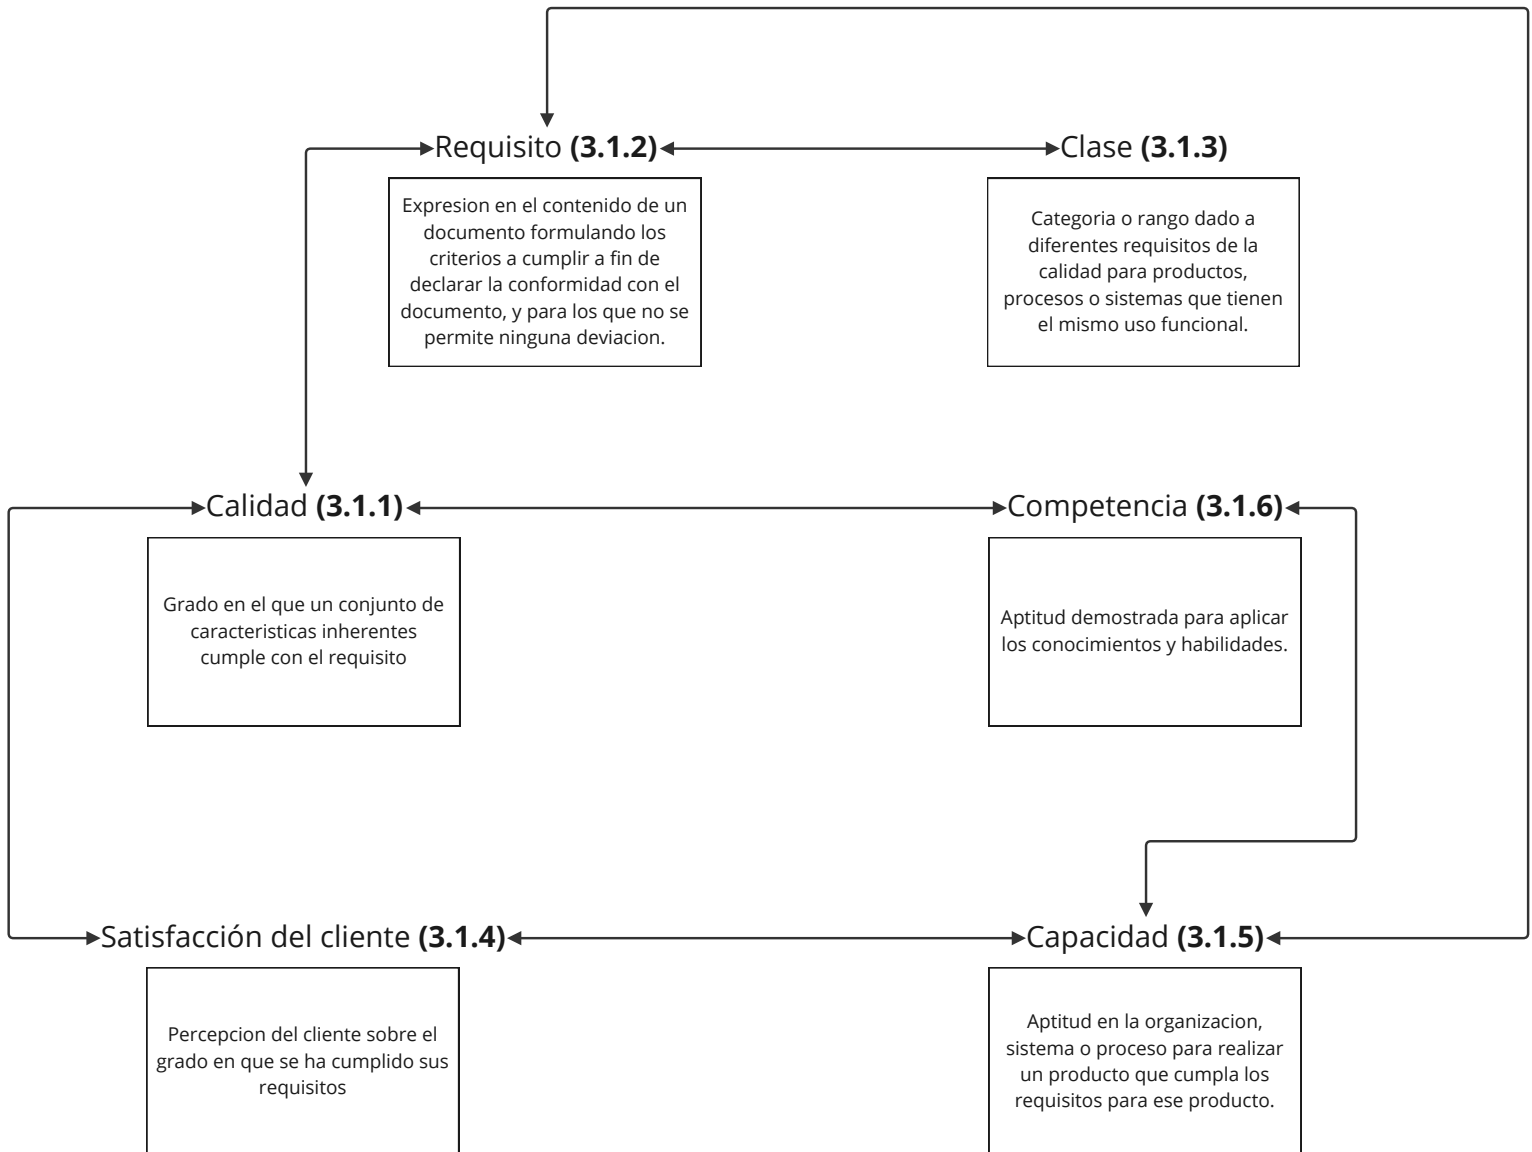 Requisito (3.1.2)
Clase (3.1.3)
Expresion en el contenido de un
documento formulando los
criterios a cumplir a fin de
declarar la conformidad con el
documento, y para los que no se
permite ninguna deviacion.
Categoria o rango dado a
diferentes requisitos de la
calidad para productos,
procesos o sistemas que tienen
el mismo uso funcional.
Calidad (3.1.1)
Competencia (3.1.6)
Grado en el que un conjunto de
caracteristicas inherentes
cumple con el requisito
Aptitud demostrada para aplicar
los conocimientos y habilidades.
Satisfacción del cliente (3.1.4)
Capacidad (3.1.5)
Percepcion del cliente sobre el
grado en que se ha cumplido sus
requisitos
Aptitud en la organizacion,
sistema o proceso para realizar
un producto que cumpla los
requisitos para ese producto.